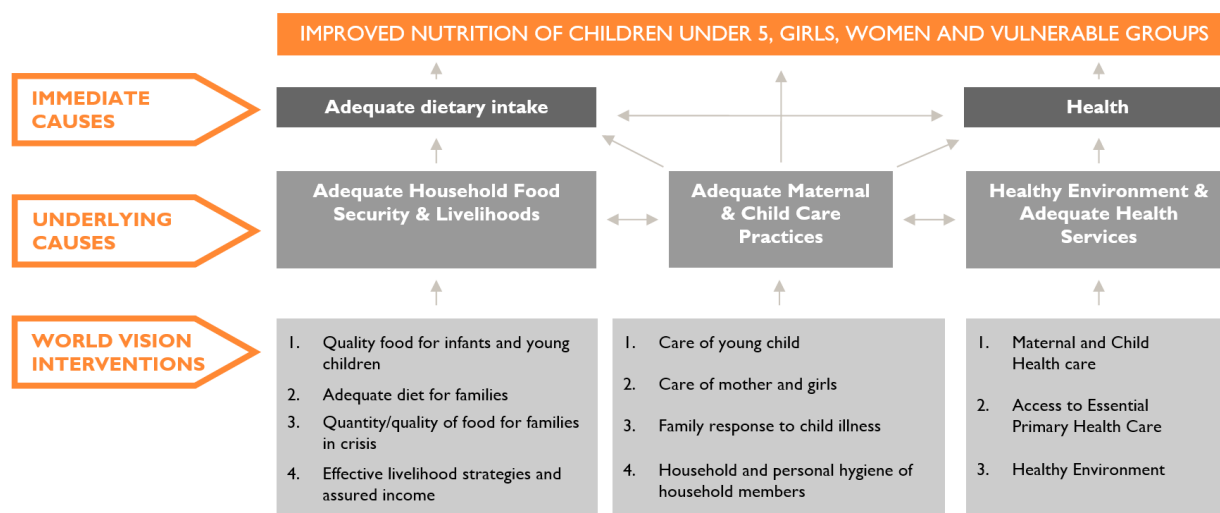 IMPROVED NUTRITION OF CHILDREN UNDER 5, GIRLS, WOMEN AND VULNERABLE GROUPS
IMMEDIATE
CAUSES
Adequate dietary intake
Health
UNDERLYING
CAUSES
Adequate Household Food
Security & Livelihoods
Adequate Maternal
& Child Care
Practices
Healthy Environment &
Adequate Health
Services
WORLD VISION
INTERVENTIONS
1. Quality food for infants and young
children
2. Adequate diet for families
3. Quantity/quality of food for families
in crisis
4. Effective livelihood strategies and
assured income
1. Care of young child
2. Care of mother and girls
3. Family response to child illness
4. Household and personal hygiene of
household members
1. Maternal and Child
Health care
2. Access to Essential
Primary Health Care
3. Healthy Environment